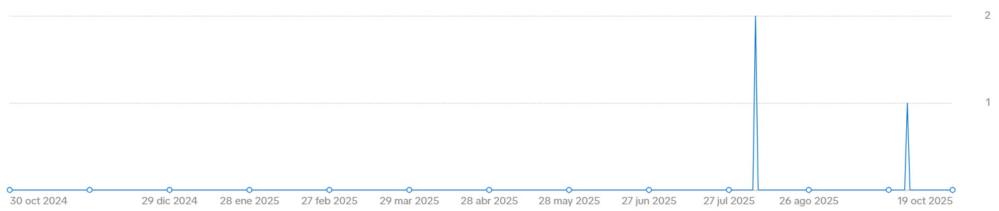 2
1
30 oct 2024
29 dic 2024
28 ene 2025
27 feb 2025
29 mar 2025
28 abr 2025
28 may 2025
27 jun 2025
27 jul 2025
26 ago 2025
19 oct 2025